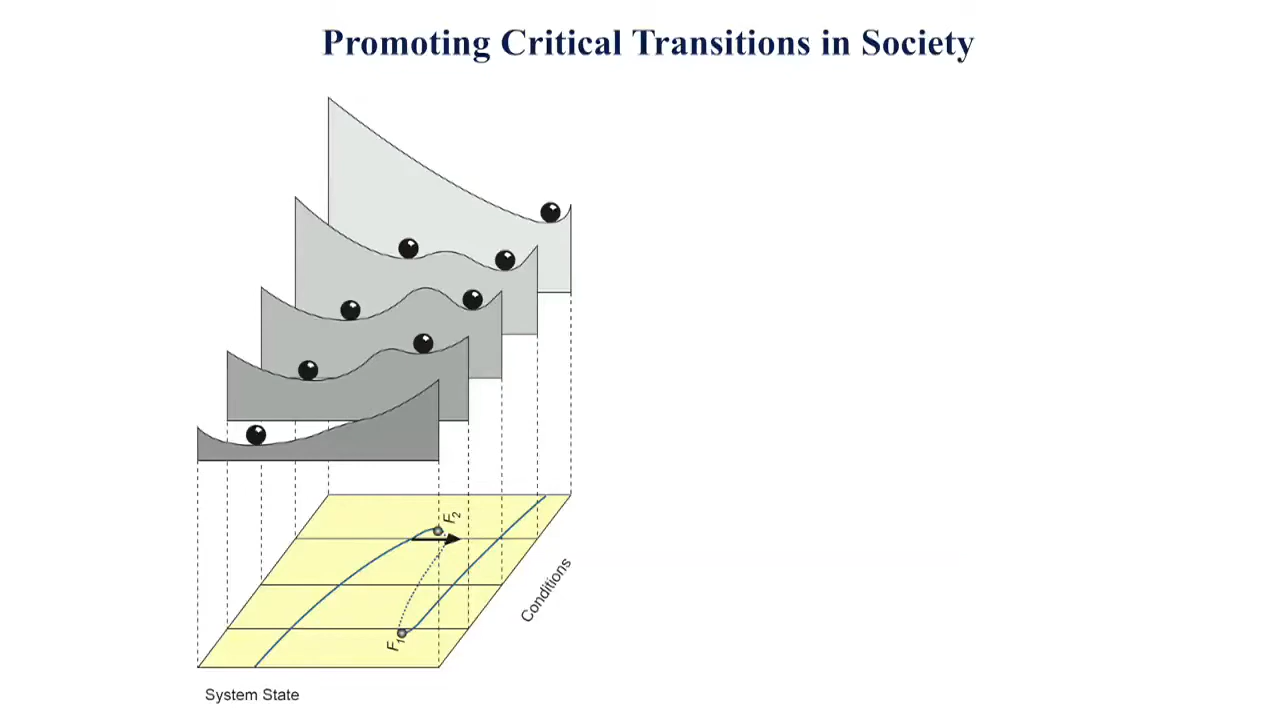 Promoting Critical Transitions in Society
F2
Conditions
F1
System State